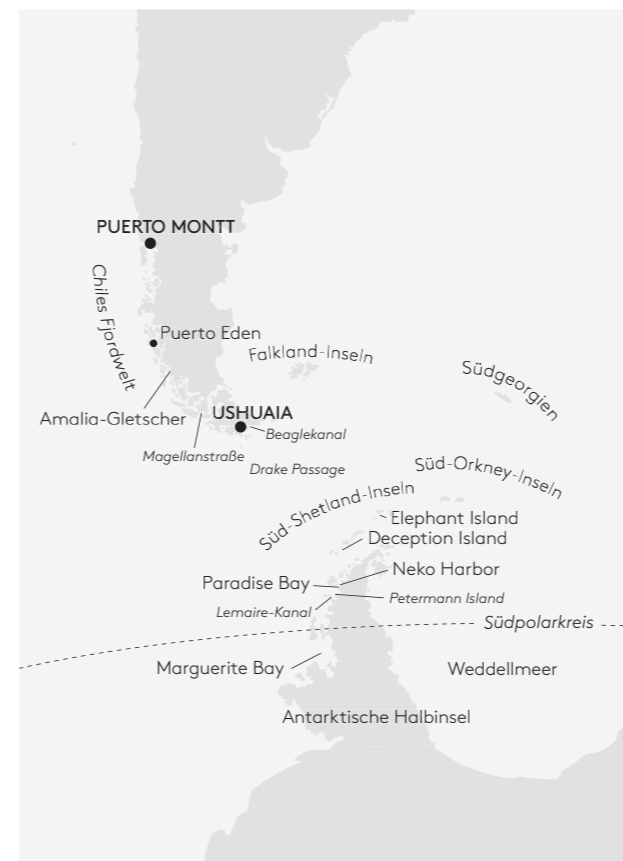 PUERTO MONTT
Chiles Fjordwelt
Puerto Eden
Falkland-Inseln
Südgeorgien
Amalia-Gletscher
USHUAIA
Beaglekanal
Magellanstraße
Drake Passage
Süd-Orkney-Inseln
Süd-Shetland-Inseln
Elephant Island
Deception Island
Neko Harbor
Paradise Bay
Petermann Island
Lemaire-Kanal
Südpolarkreis
Marguerite Bay
Weddellmeer
Antarktische Halbinsel